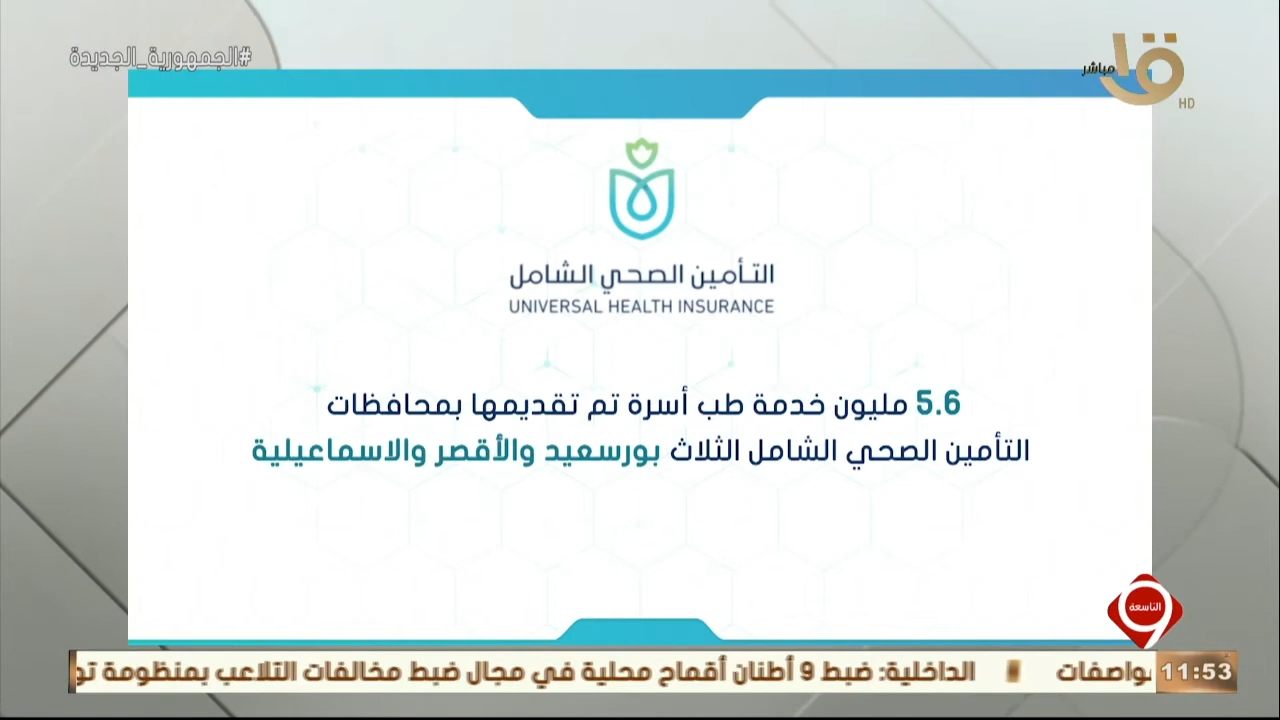 #الجمهورية_الجديدة
مباشر
HD
التأمين الصحي الشامل
UNIVERSAL HEALTH INSURANCE
5.6 مليون خدمة طب أسرة تم تقديمها بمحافظات
التأمين الصحي الشامل الثلاث بورسعيد والأقصر والاسماعيلية
التاسعة
9
الداخلية: ضبط 9 أطنان أقماح محلية في مجال ضبط مخالفات التلاعب بمنظومة
11:53